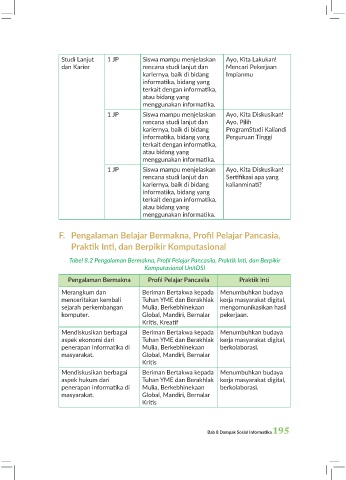 Studi Lanjut
dan Karier
1 JP
Siswa mampu menjelaskan
rencana studi lanjut dan
kariernya, baik di bidang
informatika, bidang yang
terkait dengan informatika,
atau bidang yang
menggunakan informatika.
Ayo, Kita Lakukan!
Mencari Pekerjaan
Impianmu
1 JP
Siswa mampu menjelaskan
rencana studi lanjut dan
kariernya, baik di bidang
informatika, bidang yang
terkait dengan informatika,
atau bidang yang
menggunakan informatika.
Ayo, Kita Diskusikan!
Ayo, Pilih
ProgramStudi Kaliandi
Perguruan Tinggi
1 JP
Siswa mampu menjelaskan
rencana studi lanjut dan
kariernya, baik di bidang
informatika, bidang yang
terkait dengan informatika,
atau bidang yang
menggunakan informatika.
Ayo, Kita Diskusikan!
Sertifikasi apa yang
kalianminati?
F. Pengalaman Belajar Bermakna, Profil Pelajar Pancasia,
Praktik Inti, dan Berpikir Komputasional
Tabel 8.2 Pengalaman Bermakna, Profil Pelajar Pancasila, Praktik Inti, dan Berpikir
Komputasional UnitDSI
Pengalaman Bermakna
Profil Pelajar Pancasila
Praktik Inti
Merangkum dan
menceritakan kembali
sejarah perkembangan
komputer.
Beriman Bertakwa kepada
Tuhan YME dan Berakhlak
Mulia, Berkebhinekaan
Global, Mandiri, Bernalar
Kritis, Kreatif
Menumbuhkan budaya
kerja masyarakat digital,
mengomunikasikan hasil
pekerjaan.
Mendiskusikan berbagai
aspek ekonomi dari
penerapan informatika di
masyarakat.
Beriman Bertakwa kepada
Tuhan YME dan Berakhlak
Mulia, Berkebhinekaan
Global, Mandiri, Bernalar
Kritis
Menumbuhkan budaya
kerja masyarakat digital,
berkolaborasi.
Mendiskusikan berbagai
aspek hukum dari
penerapan informatika di
masyarakat.
Beriman Bertakwa kepada
Tuhan YME dan Berakhlak
Mulia, Berkebhinekaan
Global, Mandiri, Bernalar
Kritis
Menumbuhkan budaya
kerja masyarakat digital,
berkolaborasi.
Bab 8 Dampak Sosial Informatika 195